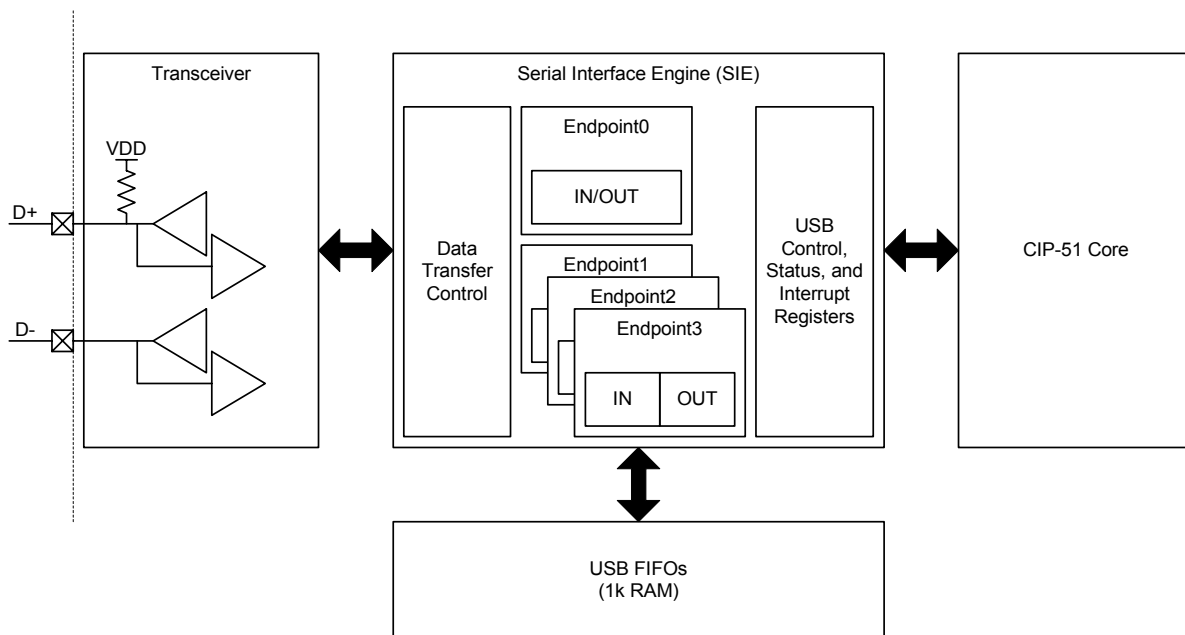 Transceiver
VDD
D+
D-
Serial Interface Engine (SIE)
Data
Transfer
Control
Endpoint0
IN/OUT
Endpoint1
Endpoint2
Endpoint3
IN
OUT
USB
Control,
Status, and
Interrupt
Registers
CIP-51 Core
USB FIFOs
(1k RAM)